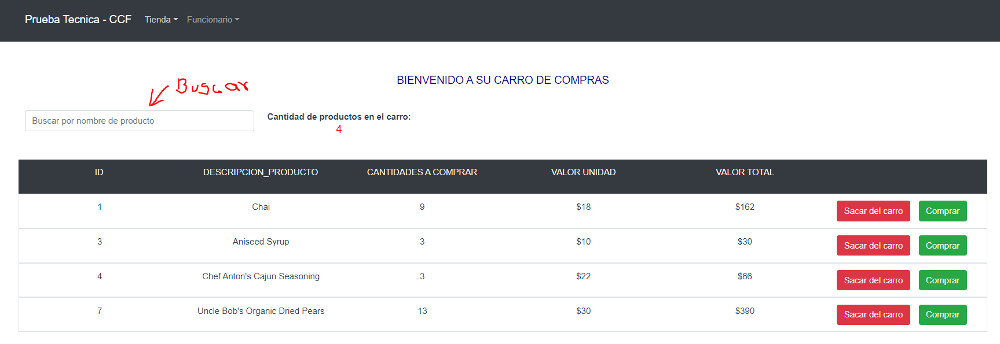 Prueba Tecnica - CCF Tienda Funcionario
BIENVENIDO A SU CARRO DE COMPRAS
Buscar
Buscar por nombre de producto
Cantidad de productos en el carro:
4
ID DESCRIPCION_PRODUCTO CANTIDADES A COMPRAR VALOR UNIDAD VALOR TOTAL
1 Chai 9 $18 $162 Sacar del carro Comprar
3 Aniseed Syrup 3 $10 $30 Sacar del carro Comprar
4 Chef Anton's Cajun Seasoning 3 $22 $66 Sacar del carro Comprar
7 Uncle Bob's Organic Dried Pears 13 $30 $390 Sacar del carro Comprar